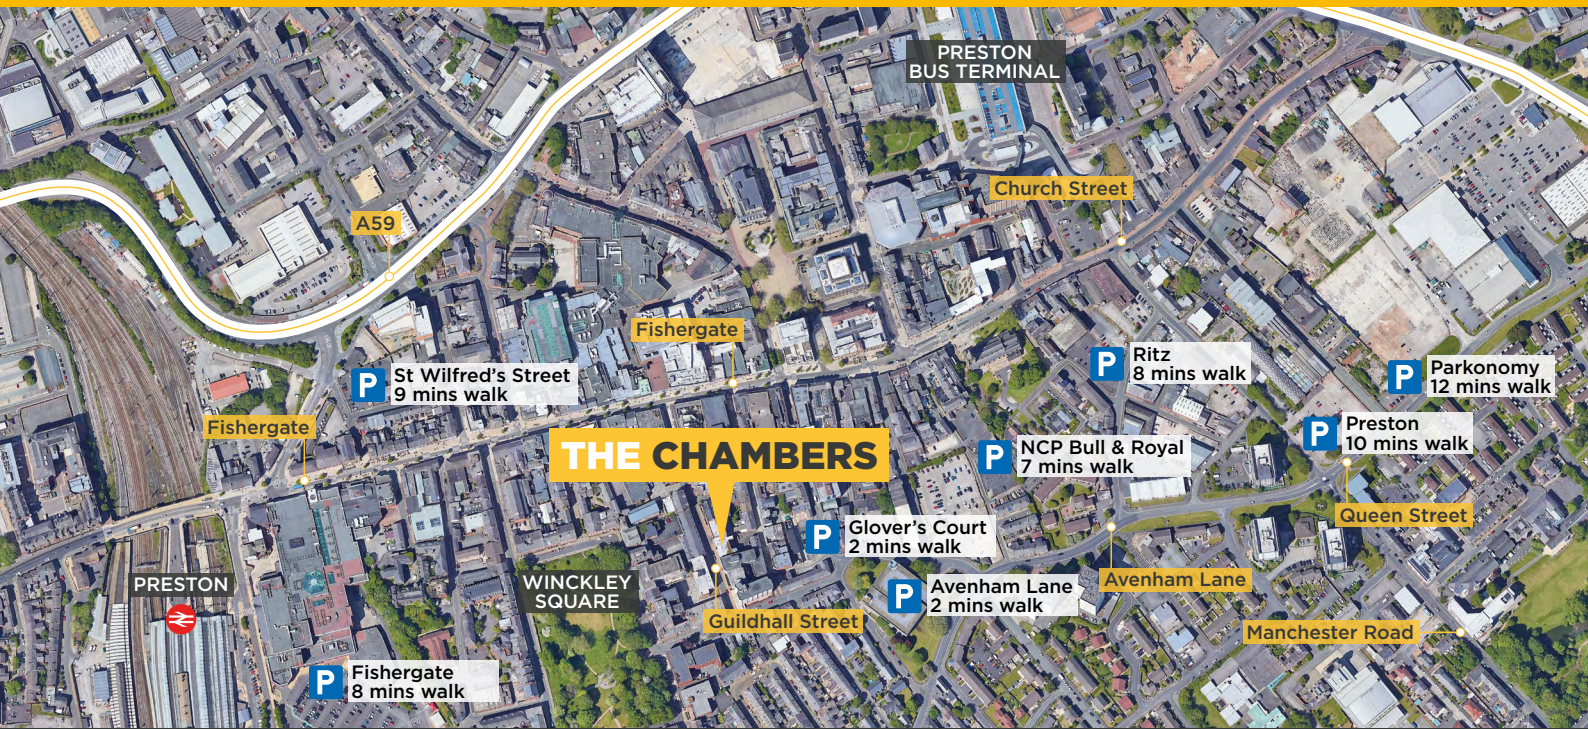 PRESTON
BUS TERMINAL
Church Street
A59
Fishergate
P
St Wilfred's Street
9 mins walk
P
Ritz
8 mins walk
P
Parkonomy
12 mins walk
Fishergate
THE CHAMBERS
P
NCP Bull & Royal
7 mins walk
P
Preston
10 mins walk
Queen Street
P
Glover's Court
2 mins walk
PRESTON
WINCKLEY
SQUARE
P
Avenham Lane
2 mins walk
Avenham Lane
Guildhall Street
Manchester Road
P
Fishergate
8 mins walk